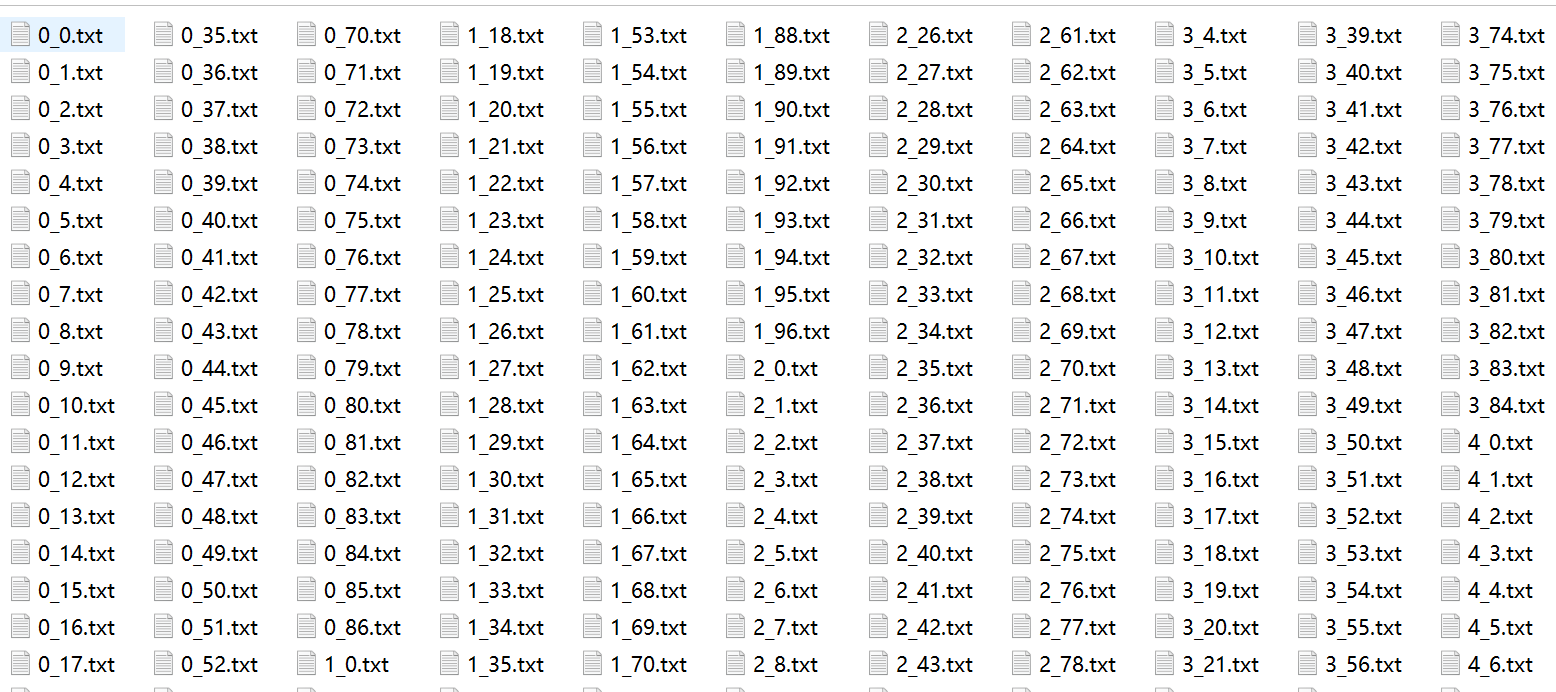 0_0.txt 0_35.txt 0_70.txt 1_18.txt 1_53.txt 1_88.txt 2_26.txt 2_61.txt 3_4.txt 3_39.txt 3_74.txt
0_1.txt 0_36.txt 0_71.txt 1_19.txt 1_54.txt 1_89.txt 2_27.txt 2_62.txt 3_5.txt 3_40.txt 3_75.txt
0_2.txt 0_37.txt 0_72.txt 1_20.txt 1_55.txt 1_90.txt 2_28.txt 2_63.txt 3_6.txt 3_41.txt 3_76.txt
0_3.txt 0_38.txt 0_73.txt 1_21.txt 1_56.txt 1_91.txt 2_29.txt 2_64.txt 3_7.txt 3_42.txt 3_77.txt
0_4.txt 0_39.txt 0_74.txt 1_22.txt 1_57.txt 1_92.txt 2_30.txt 2_65.txt 3_8.txt 3_43.txt 3_78.txt
0_5.txt 0_40.txt 0_75.txt 1_23.txt 1_58.txt 1_93.txt 2_31.txt 2_66.txt 3_9.txt 3_44.txt 3_79.txt
0_6.txt 0_41.txt 0_76.txt 1_24.txt 1_59.txt 1_94.txt 2_32.txt 2_67.txt 3_10.txt 3_45.txt 3_80.txt
0_7.txt 0_42.txt 0_77.txt 1_25.txt 1_60.txt 1_95.txt 2_33.txt 2_68.txt 3_11.txt 3_46.txt 3_81.txt
0_8.txt 0_43.txt 0_78.txt 1_26.txt 1_61.txt 1_96.txt 2_34.txt 2_69.txt 3_12.txt 3_47.txt 3_82.txt
0_9.txt 0_44.txt 0_79.txt 1_27.txt 1_62.txt 2_0.txt 2_35.txt 2_70.txt 3_13.txt 3_48.txt 3_83.txt
0_10.txt 0_45.txt 0_80.txt 1_28.txt 1_63.txt 2_1.txt 2_36.txt 2_71.txt 3_14.txt 3_49.txt 3_84.txt
0_11.txt 0_46.txt 0_81.txt 1_29.txt 1_64.txt 2_2.txt 2_37.txt 2_72.txt 3_15.txt 3_50.txt 4_0.txt
0_12.txt 0_47.txt 0_82.txt 1_30.txt 1_65.txt 2_3.txt 2_38.txt 2_73.txt 3_16.txt 3_51.txt 4_1.txt
0_13.txt 0_48.txt 0_83.txt 1_31.txt 1_66.txt 2_4.txt 2_39.txt 2_74.txt 3_17.txt 3_52.txt 4_2.txt
0_14.txt 0_49.txt 0_84.txt 1_32.txt 1_67.txt 2_5.txt 2_40.txt 2_75.txt 3_18.txt 3_53.txt 4_3.txt
0_15.txt 0_50.txt 0_85.txt 1_33.txt 1_68.txt 2_6.txt 2_41.txt 2_76.txt 3_19.txt 3_54.txt 4_4.txt
0_16.txt 0_51.txt 0_86.txt 1_34.txt 1_69.txt 2_7.txt 2_42.txt 2_77.txt 3_20.txt 3_55.txt 4_5.txt
0_17.txt 0_52.txt 1_0.txt 1_35.txt 1_70.txt 2_8.txt 2_43.txt 2_78.txt 3_21.txt 3_56.txt 4_6.txt